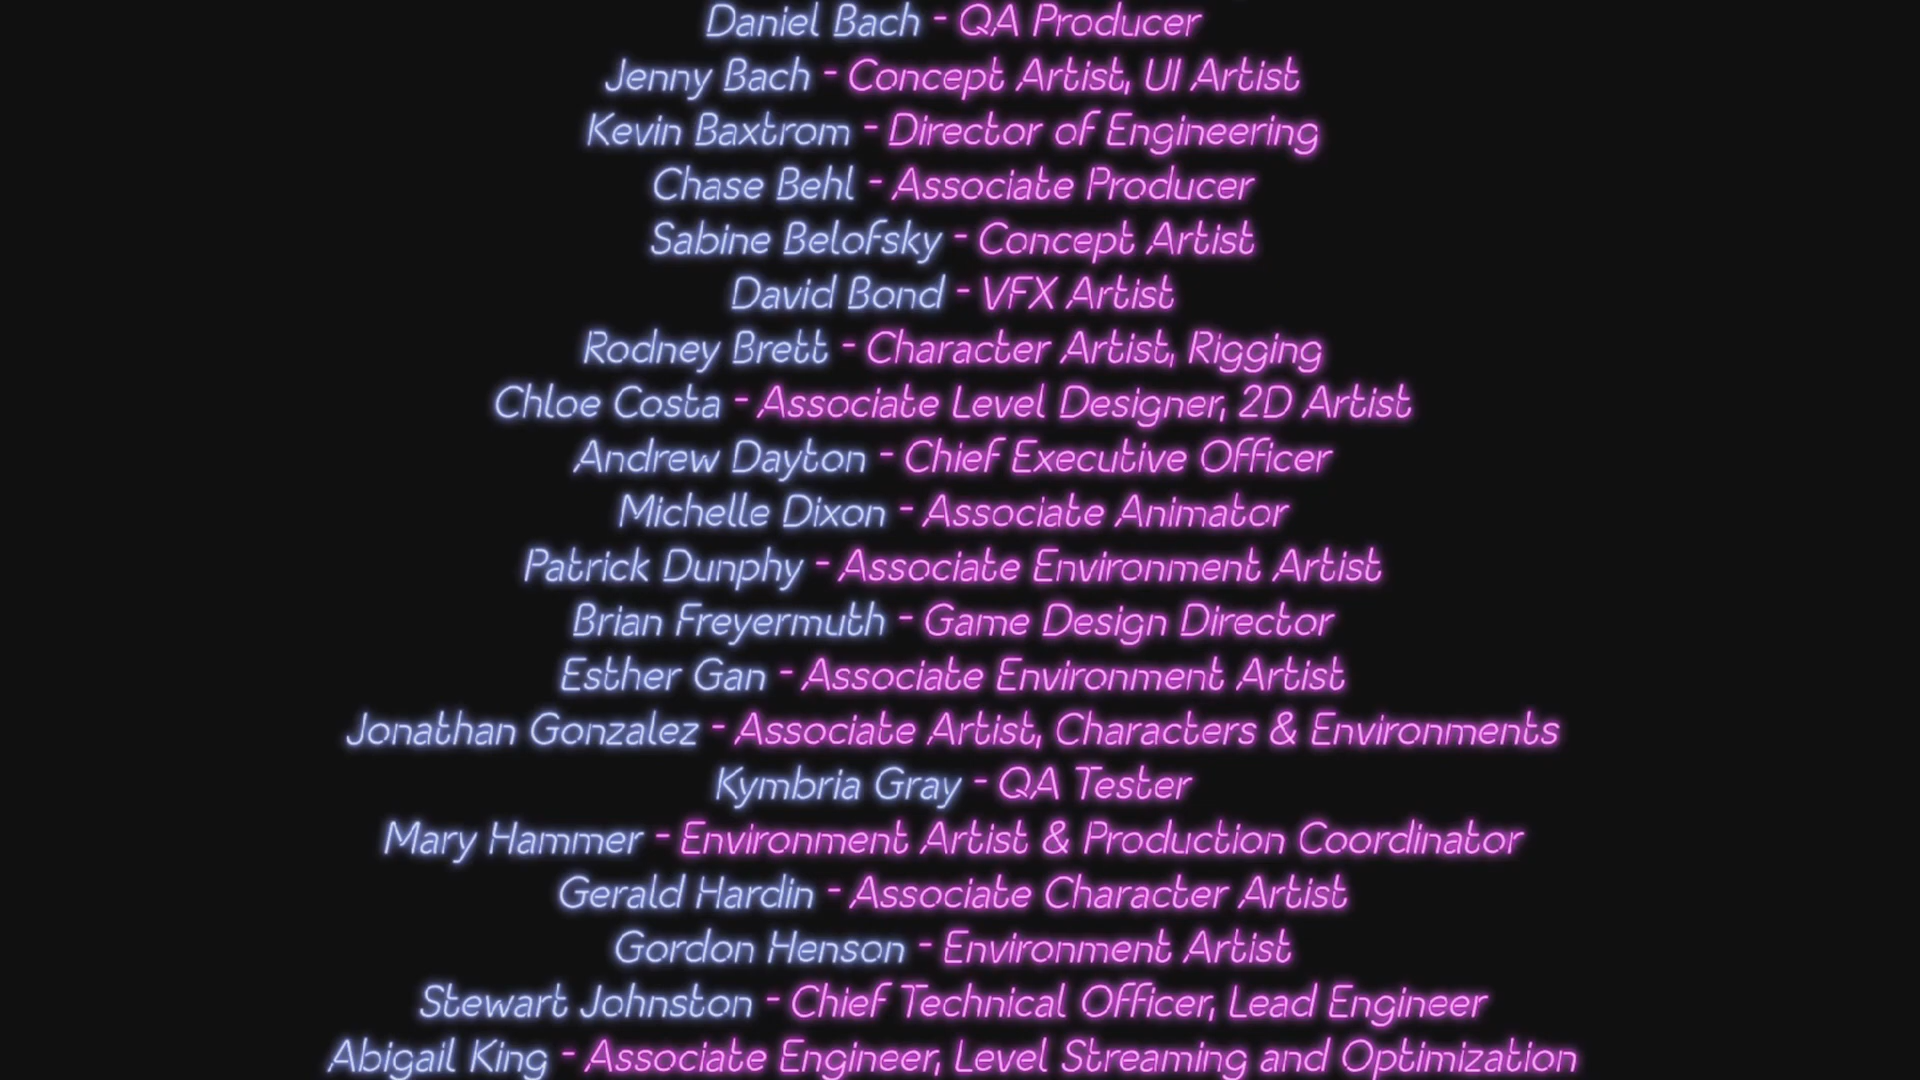 Daniel Bach - QA Producer
Jenny Bach - Concept Artist, UI Artist
Kevin Baxtrom - Director of Engineering
Chase Behl - Associate Producer
Sabine Belofsky - Concept Artist
David Bond - VFX Artist
Rodney Brett - Character Artist, Rigging
Chloe Costa - Associate Level Designer, 2D Artist
Andrew Dayton - Chief Executive Officer
Michelle Dixon - Associate Animator
Patrick Dunphy - Associate Environment Artist
Brian Freyermuth - Game Design Director
Esther Gan - Associate Environment Artist
Jonathan Gonzalez - Associate Artist, Characters & Environments
Kymbria Gray - QA Tester
Mary Hammer - Environment Artist & Production Coordinator
Gerald Hardin - Associate Character Artist
Gordon Henson - Environment Artist
Stewart Johnston - Chief Technical Officer, Lead Engineer
Abigail King - Associate Engineer, Level Streaming and Optimization